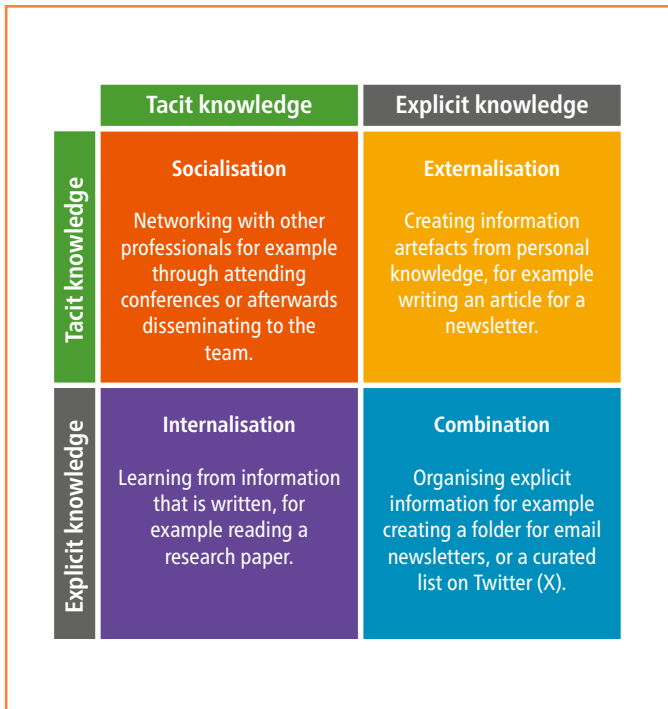 Tacit knowledge
Explicit knowledge
Tacit knowledge
Socialisation
Networking with other
professionals for example
through attending
conferences or afterwards
disseminating to the
team.
Externalisation
Creating information
artefacts from personal
knowledge, for example
writing an article for a
newsletter.
Explicit knowledge
Internalisation
Learning from information
that is written, for
example reading a
research paper.
Combination
Organising explicit
information for example
creating a folder for email
newsletters, or a curated
list on Twitter (X).